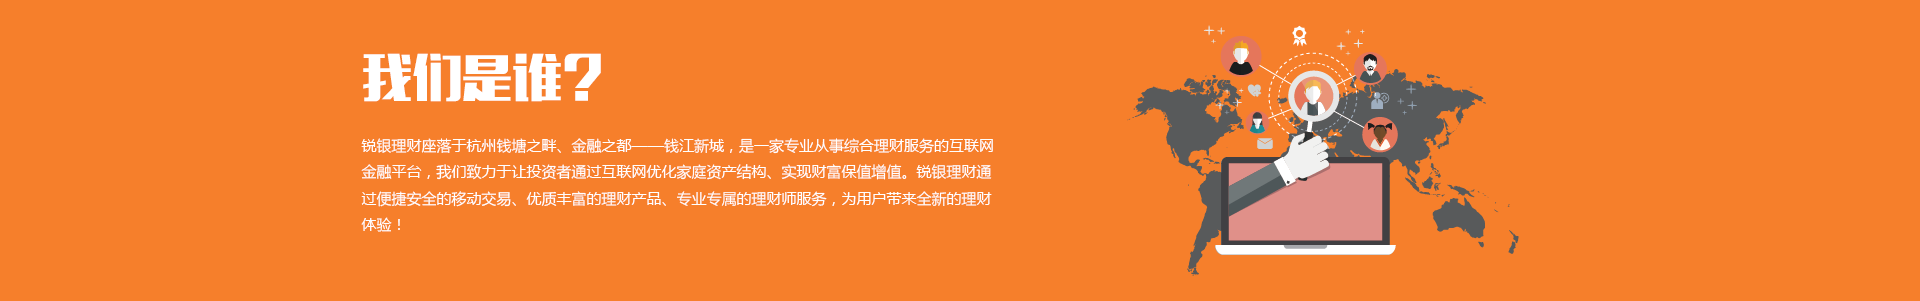 我们是谁?
锐银理财座落于杭州钱塘之畔、金融之都——钱江新城，是一家专业从事综合理财服务的互联网
金融平台，我们致力于让投资者通过互联网优化家庭资产结构、实现财富保值增值。锐银理财通
过便捷安全的移动交易、优质丰富的理财产品、专业专属的理财师服务，为用户带来全新的理财
体验！